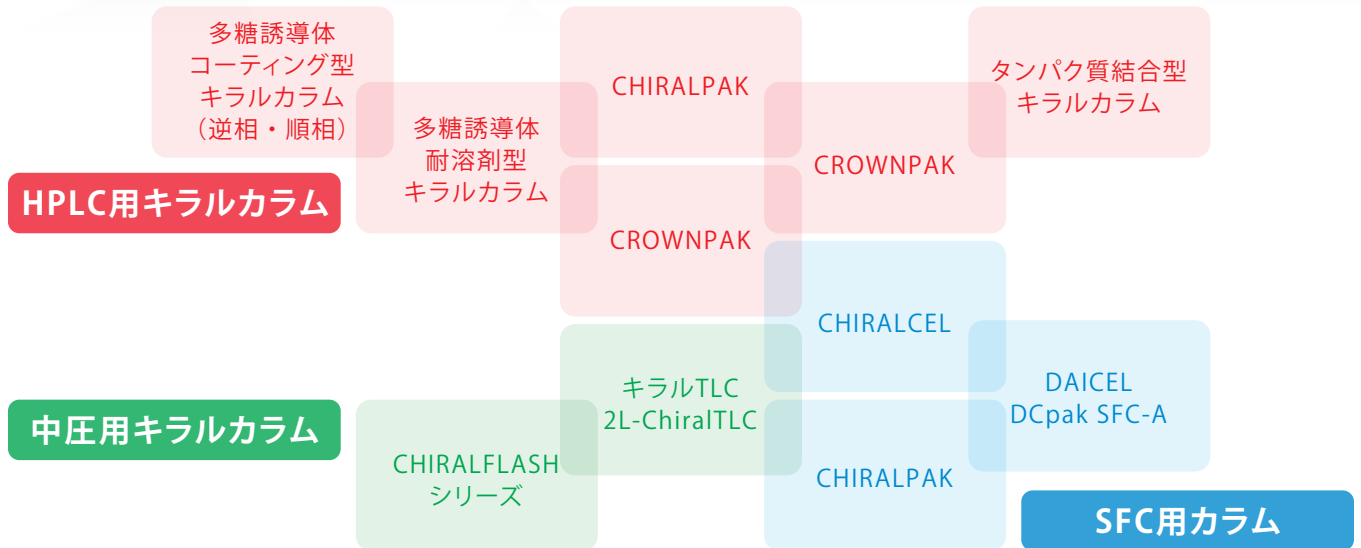 多糖誘導体
コーティング型
キラルカラム
（逆相・順相）
多糖誘導体
耐溶剤型
キラルカラム
CHIRALPAK
CROWNPAK
CROWNPAK
タンパク質結合型
キラルカラム
HPLC用キラルカラム
CHIRALCEL
キラルTLC
2L-ChiralTLC
DAICEL
DCpak SFC-A
中圧用キラルカラム
CHIRALFLASH
シリーズ
CHIRALPAK
SFC用カラム